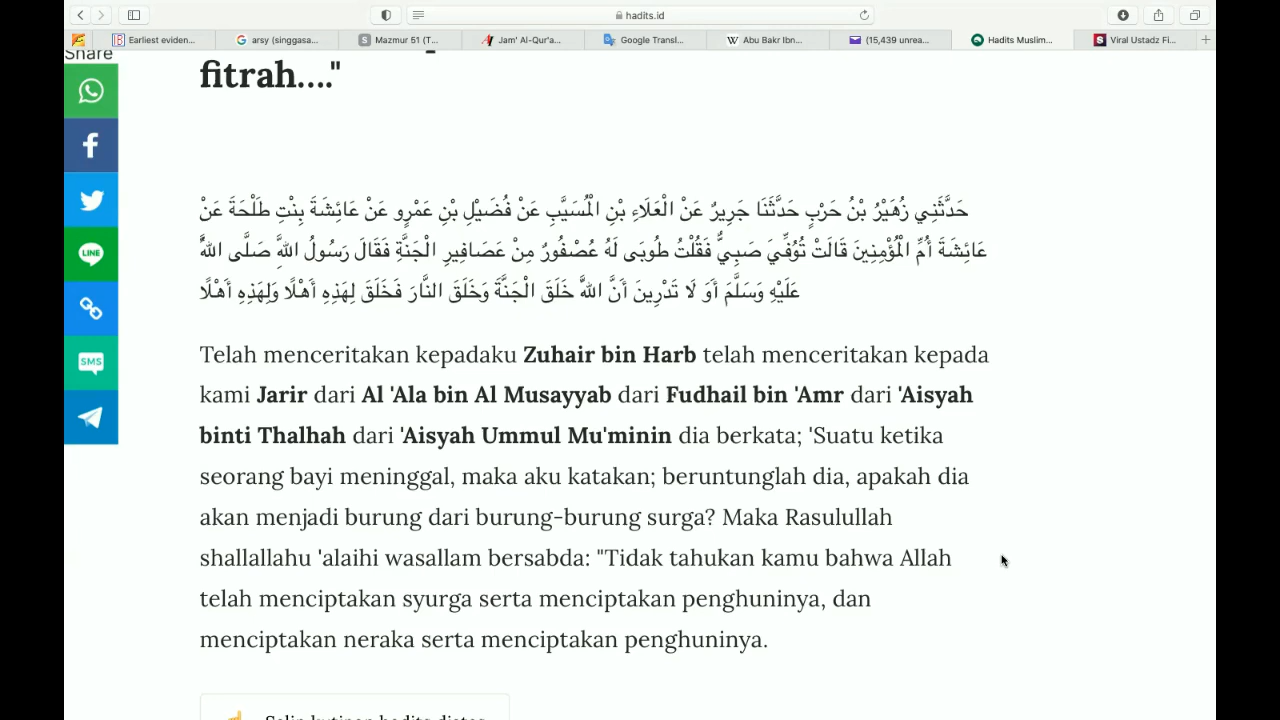 hadits.id
Earliest eviden...
arsy (singgasa...
Mazmur 51 (T...
Jam' Al-Qur'a...
Google Transl...
Abu Bakr Ibn...
(15,439 unrea...
Hadits Muslim...
Viral Ustadz Fi...
Share
fitrah...."
حَدَّثَنِي زُهَيْرُ بْنُ حَرْبٍ حَدَّثَنَا جَرِيرٌ عَنْ الْعَلَاءِ بْنِ الْمُسَيَّبِ عَنْ فُضَيْلِ بْنِ عَمْرٍو عَنْ عَائِشَةَ بِنْتِ طَلْحَةَ عَنْ
عَائِشَةَ أُمِّ الْمُؤْمِنِينَ قَالَتْ تُوُفِّيَ صَبِيٌّ فَقُلْتُ طُوبَى لَهُ عُصْفُورٌ مِنْ عَصَافِيرِ الْجَنَّةِ فَقَالَ رَسُولُ اللَّهِ صَلَّى اللَّهُ
عَلَيْهِ وَسَلَّمَ أَوَ لَا تَدْرِينَ أَنَّ اللَّهَ خَلَقَ الْجَنَّةَ وَخَلَقَ النَّارَ فَخَلَقَ لِهَذِهِ أَهْلًا وَلِهَذِهِ أَهْلًا
Telah menceritakan kepadaku Zuhair bin Harb telah menceritakan kepada
kami Jarir dari Al 'Ala bin Al Musayyab dari Fudhail bin 'Amr dari 'Aisyah
binti Thalhah dari 'Aisyah Ummul Mu'minin dia berkata; 'Suatu ketika
seorang bayi meninggal, maka aku katakan; beruntunglah dia, apakah dia
akan menjadi burung dari burung-burung surga? Maka Rasulullah
shallallahu 'alaihi wasallam bersabda: "Tidak tahukan kamu bahwa Allah
telah menciptakan syurga serta menciptakan penghuninya, dan
menciptakan neraka serta menciptakan penghuninya.
LINE
SMS